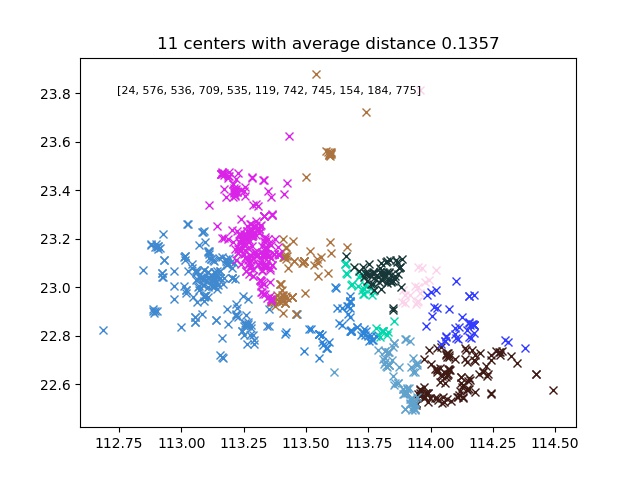 11 centers with average distance 0.1357
[24, 576, 536, 709, 535, 119, 742, 745, 154, 184, 775]
23.8
23.6
23.4
23.2
23.0
22.8
22.6
112.75 113.00 113.25 113.50 113.75 114.00 114.25 114.50